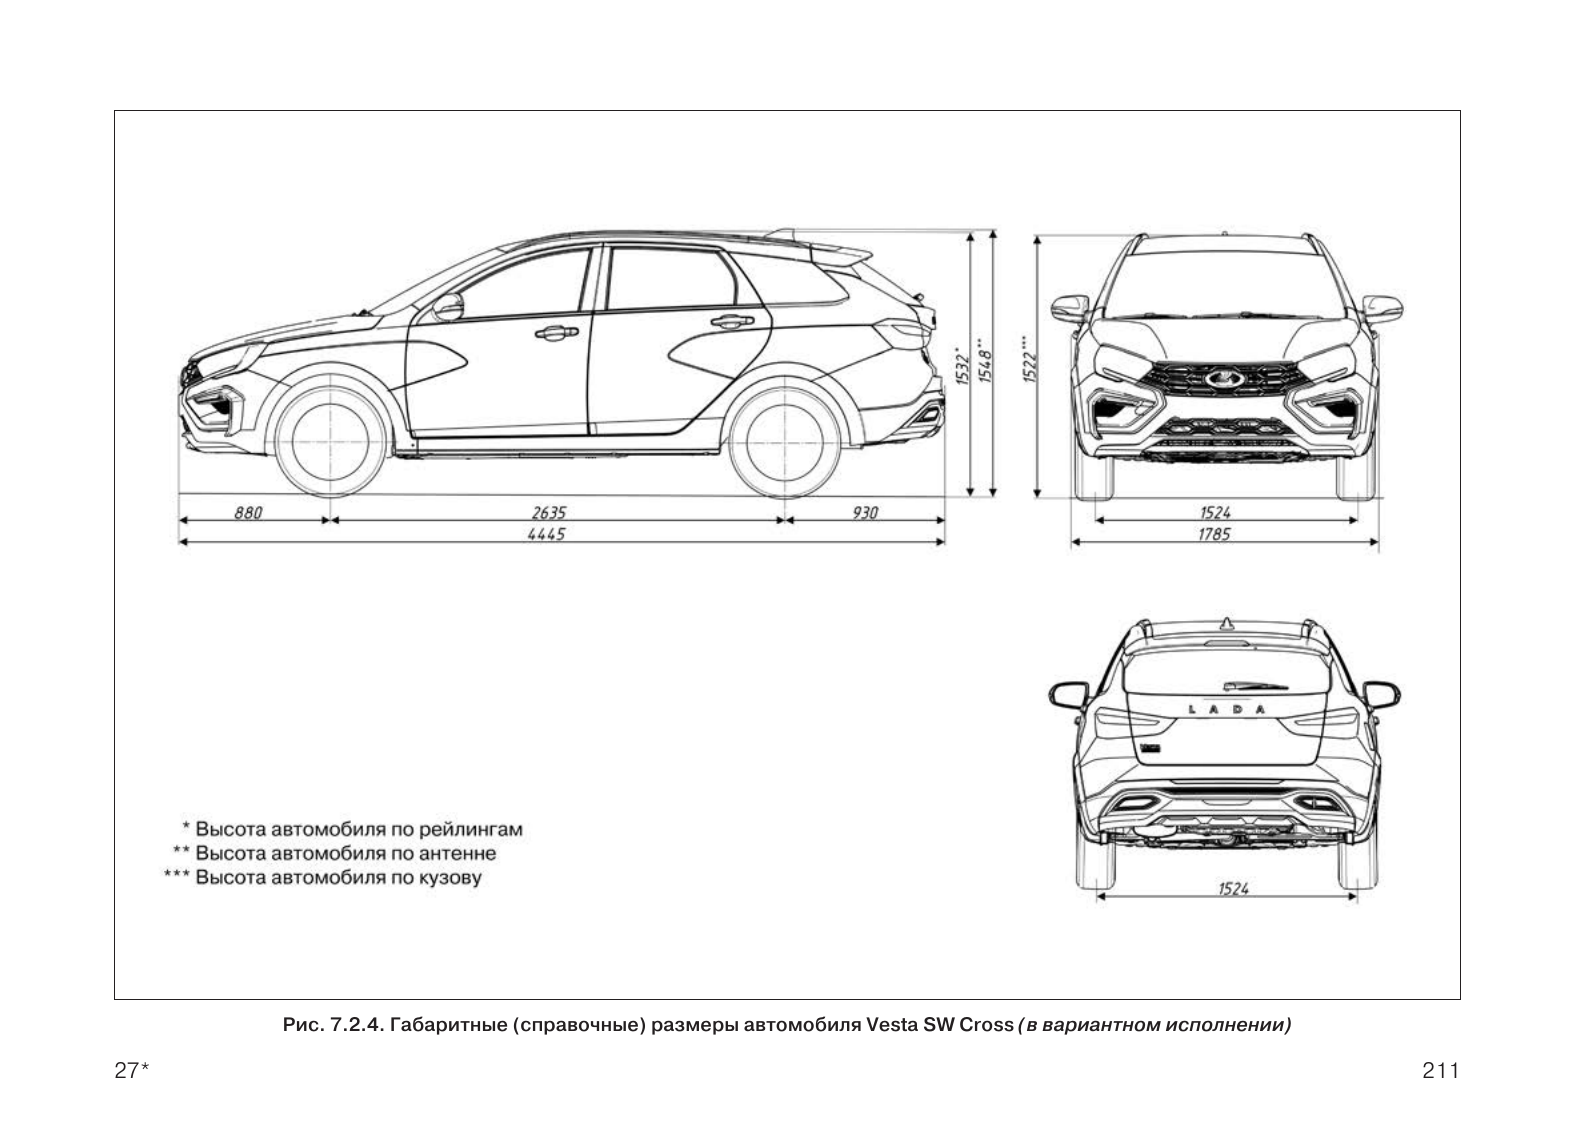 1532*
1548**
1522***
880
2635
930
4445
1524
1785
L A D A
1524
* Высота автомобиля по рейлингам
** Высота автомобиля по антенне
*** Высота автомобиля по кузову
Рис. 7.2.4. Габаритные (справочные) размеры автомобиля Vesta SW Cross (в вариантном исполнении)
27*
211